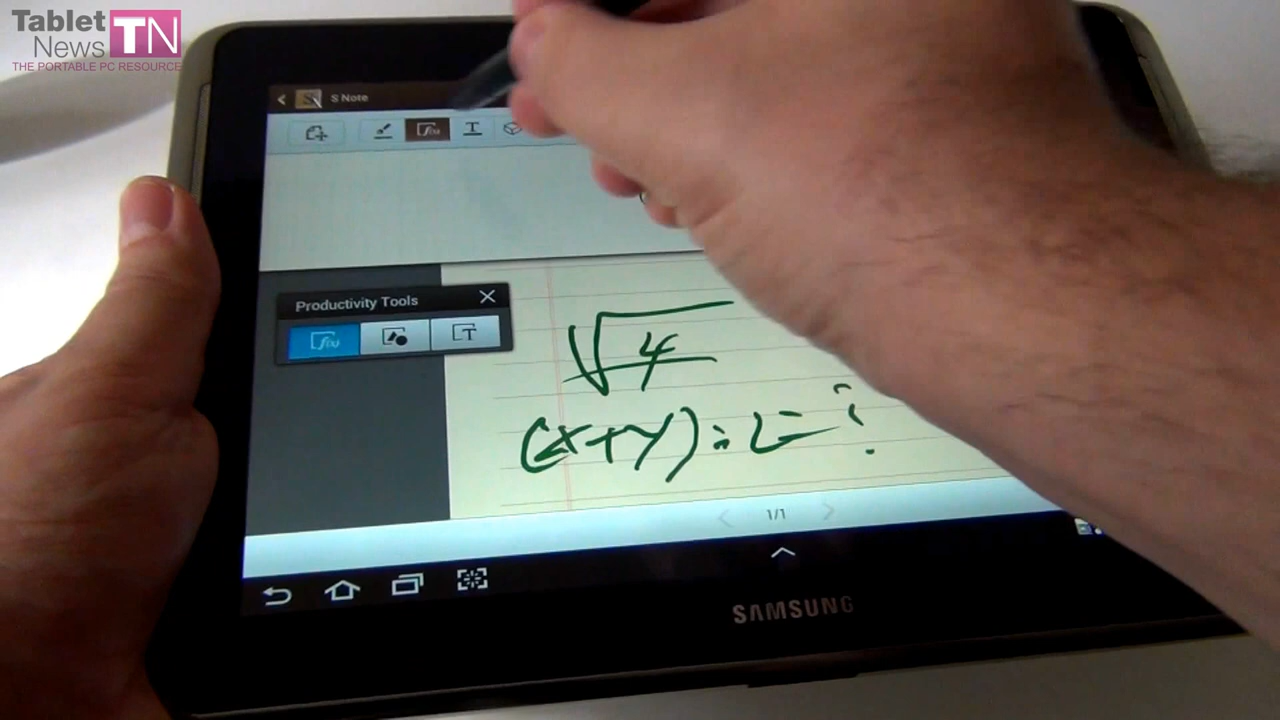 Tablet
News TN
THE PORTABLE PC RESOURCE
S Note
Productivity Tools
√4
(x+y)
1/1
SAMSUNG